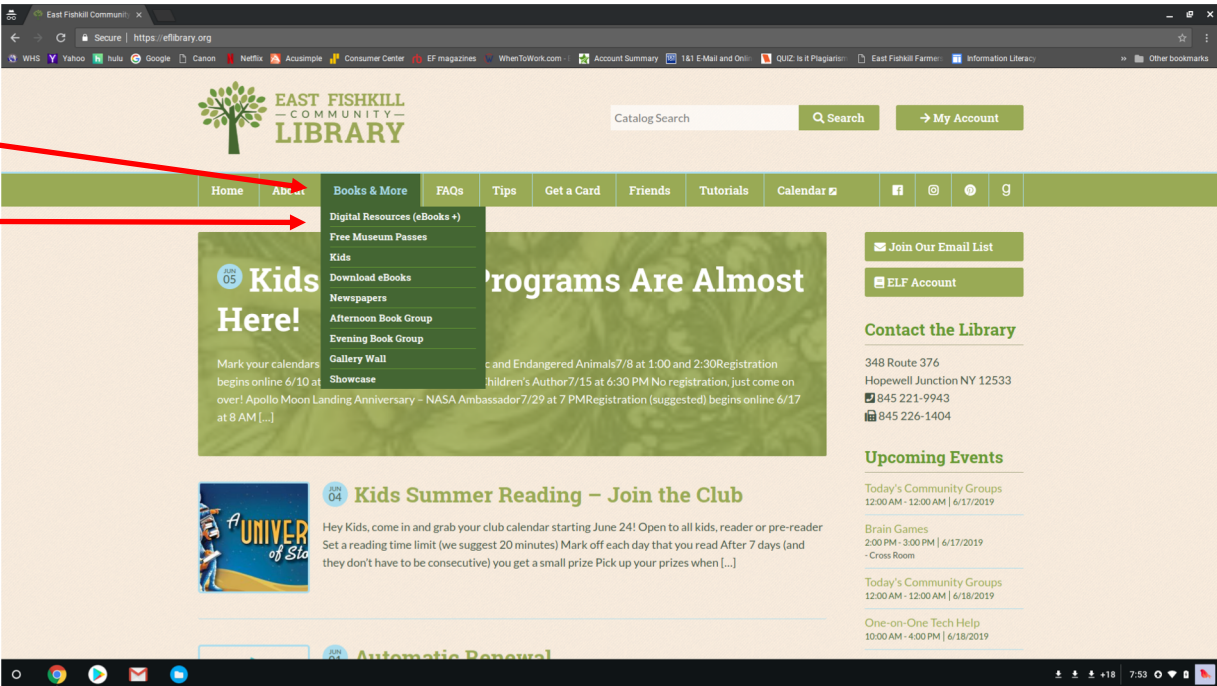 East Fishkill Community
Secure | https://eflibrary.org
WHS Yahoo hulu Google Canon Netflix Acusimple Consumer Center EF magazines WhenToWork.com - Account Summary 1&1 E-Mail and Onlin QUIZ: Is it Plagiarism East Fishkill Farmer Information Literacy » Other bookmarks
EAST FISHKILL
COMMUNITY
LIBRARY
Catalog Search Search → My Account
Home About Books & More FAQs Tips Get a Card Friends Tutorials Calendar g
Digital Resources (eBooks +)
Free Museum Passes
Kids
Download eBooks
Newspapers
Afternoon Book Group
Evening Book Group
Gallery Wall
Showcase
JUN
05
Kids Programs Are Almost
Here!
Mark your calendars c and Endangered Animals7/8 at 1:00 and 2:30Registration
begins online 6/10 at Children's Author7/15 at 6:30 PM No registration, just come on
over! Apollo Moon Landing Anniversary – NASA Ambassador7/29 at 7 PMRegistration (suggested) begins online 6/17
at 8 AM […]
A
UNIVER
of Sto
JUN
04
Kids Summer Reading – Join the Club
Hey Kids, come in and grab your club calendar starting June 24! Open to all kids, reader or pre-reader
Set a reading time limit (we suggest 20 minutes) Mark off each day that you read After 7 days (and
they don't have to be consecutive) you get a small prize Pick up your prizes when […]
JUN
Automatic Renewal
Join Our Email List
ELF Account
Contact the Library
348 Route 376
Hopewell Junction NY 12533
845 221-9943
845 226-1404
Upcoming Events
Today's Community Groups
12:00 AM - 12:00 AM | 6/17/2019
Brain Games
2:00 PM - 3:00 PM | 6/17/2019
- Cross Room
Today's Community Groups
12:00 AM - 12:00 AM | 6/18/2019
One-on-One Tech Help
10:00 AM - 4:00 PM | 6/18/2019
+18 7:53